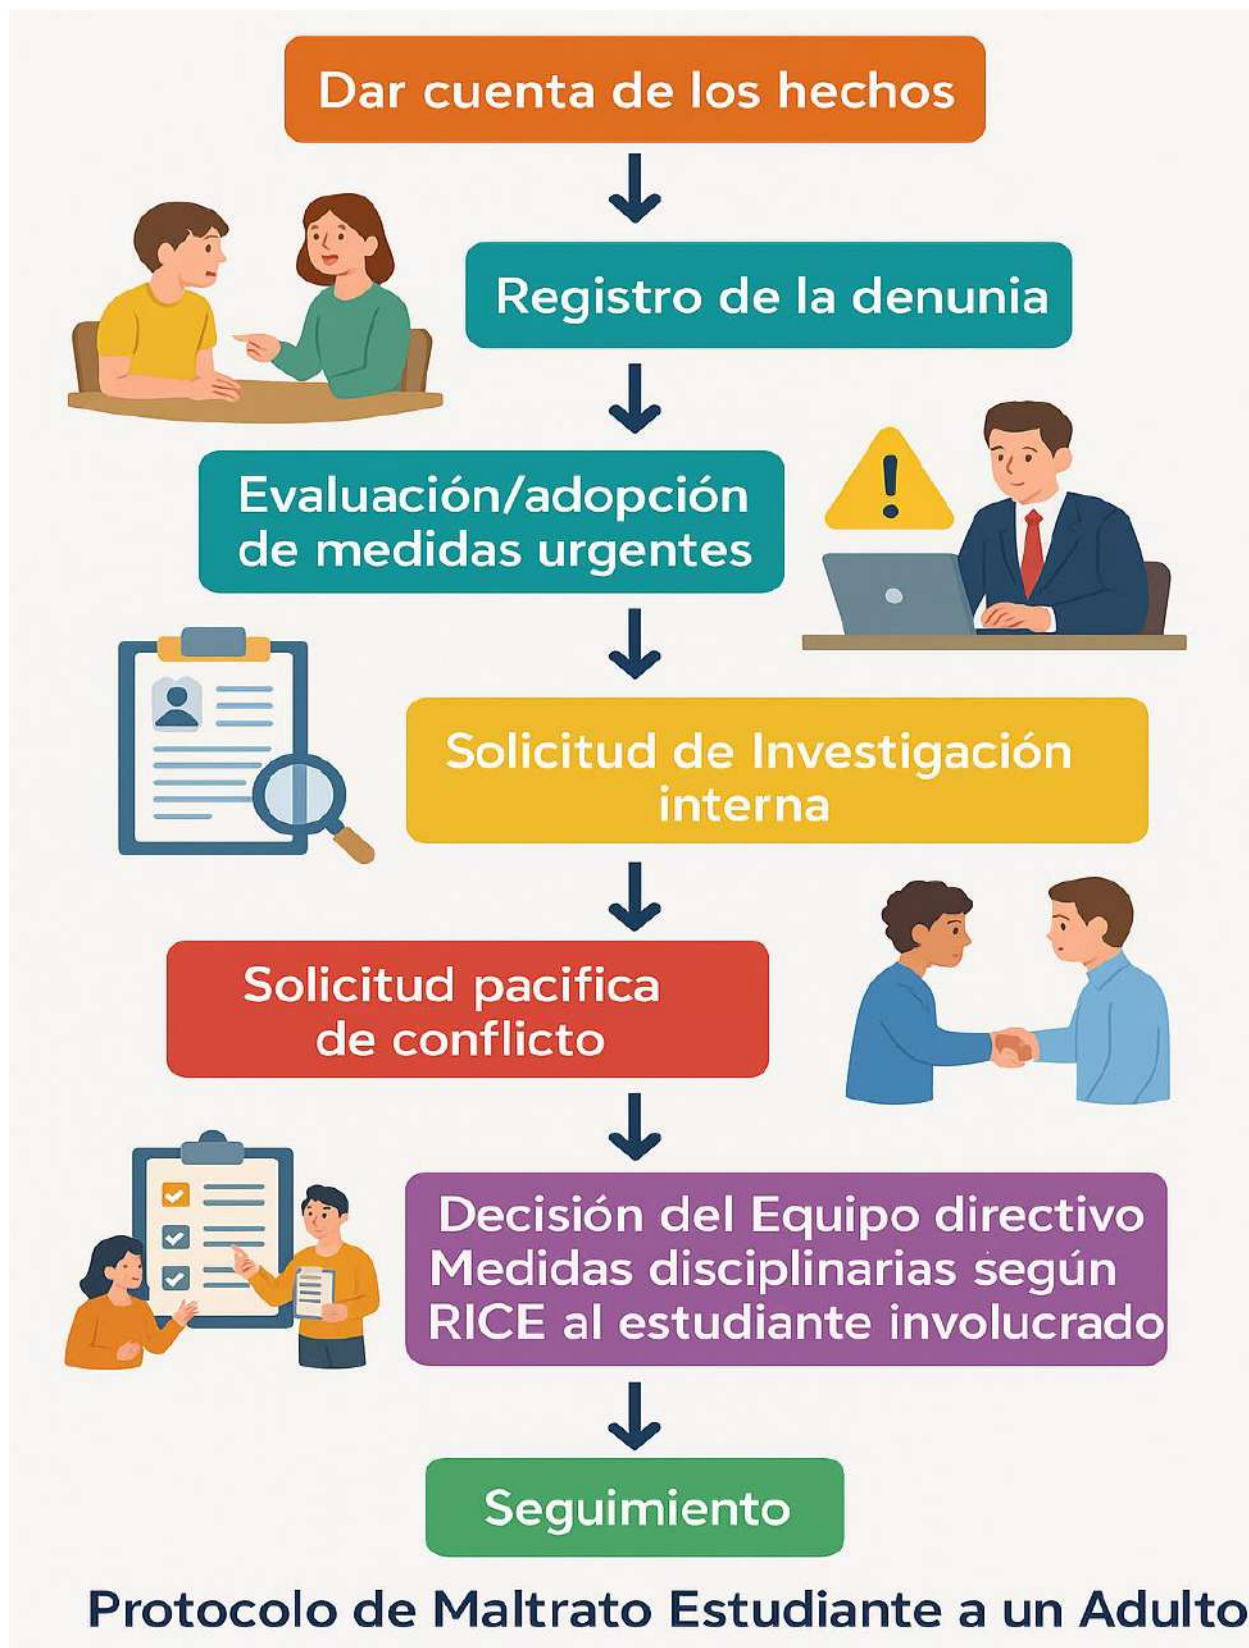 Dar cuenta de los hechos
Registro de la denunia
Evaluación/adopción
de medidas urgentes
Solicitud de Investigación
interna
Solicitud pacifica
de conflicto
Decisión del Equipo directivo
Medidas disciplinarias según
RICE al estudiante involucrado
Seguimiento
Protocolo de Maltrato Estudiante a un Adulto